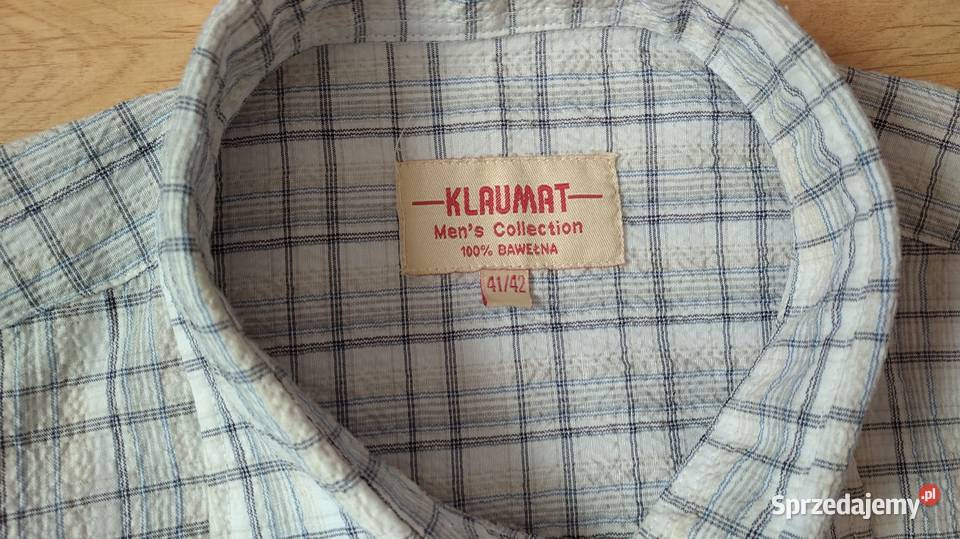 KLAUMAT
Men's Collection
100% BAWEŁNA
41/42
Sprzedajemy.pl